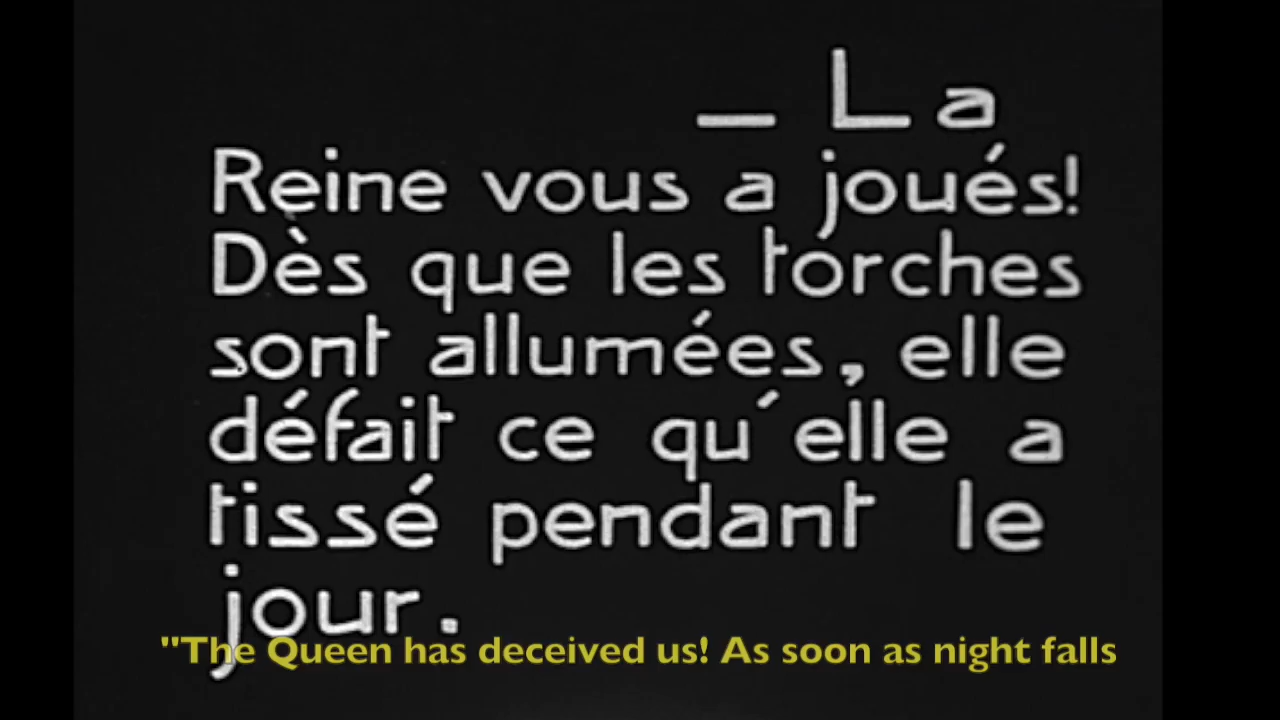 — La
Reine vous a joués!
Dès que les torches
sont allumées, elle
défait ce qu'elle a
tissé pendant le
jour.
"The Queen has deceived us! As soon as night falls